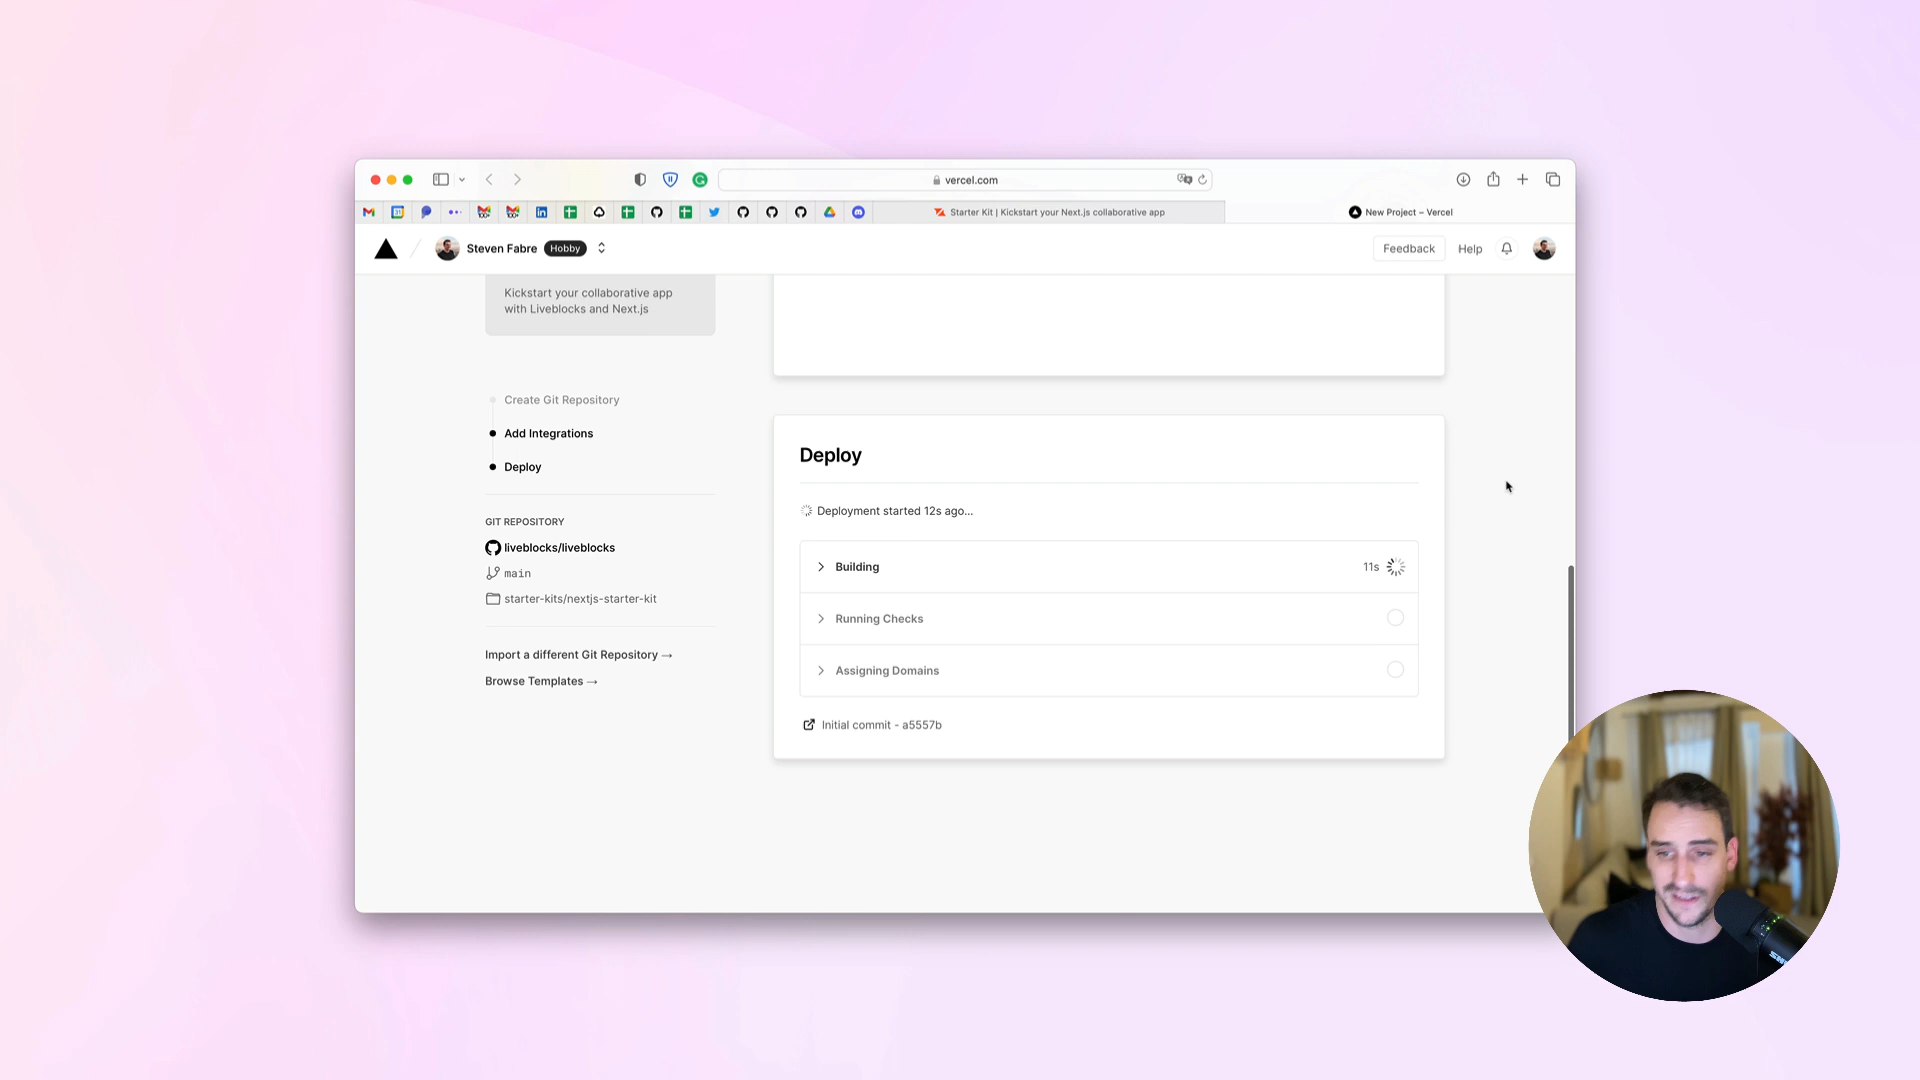 vercel.com
Starter Kit | Kickstart your Next.js collaborative app
New Project – Vercel
Steven Fabre Hobby
Feedback
Help
Kickstart your collaborative app
with Liveblocks and Next.js
Create Git Repository
Add Integrations
Deploy
GIT REPOSITORY
liveblocks/liveblocks
main
starter-kits/nextjs-starter-kit
Import a different Git Repository →
Browse Templates →
Deploy
Deployment started 12s ago...
Building 11s
Running Checks
Assigning Domains
Initial commit - a5557b